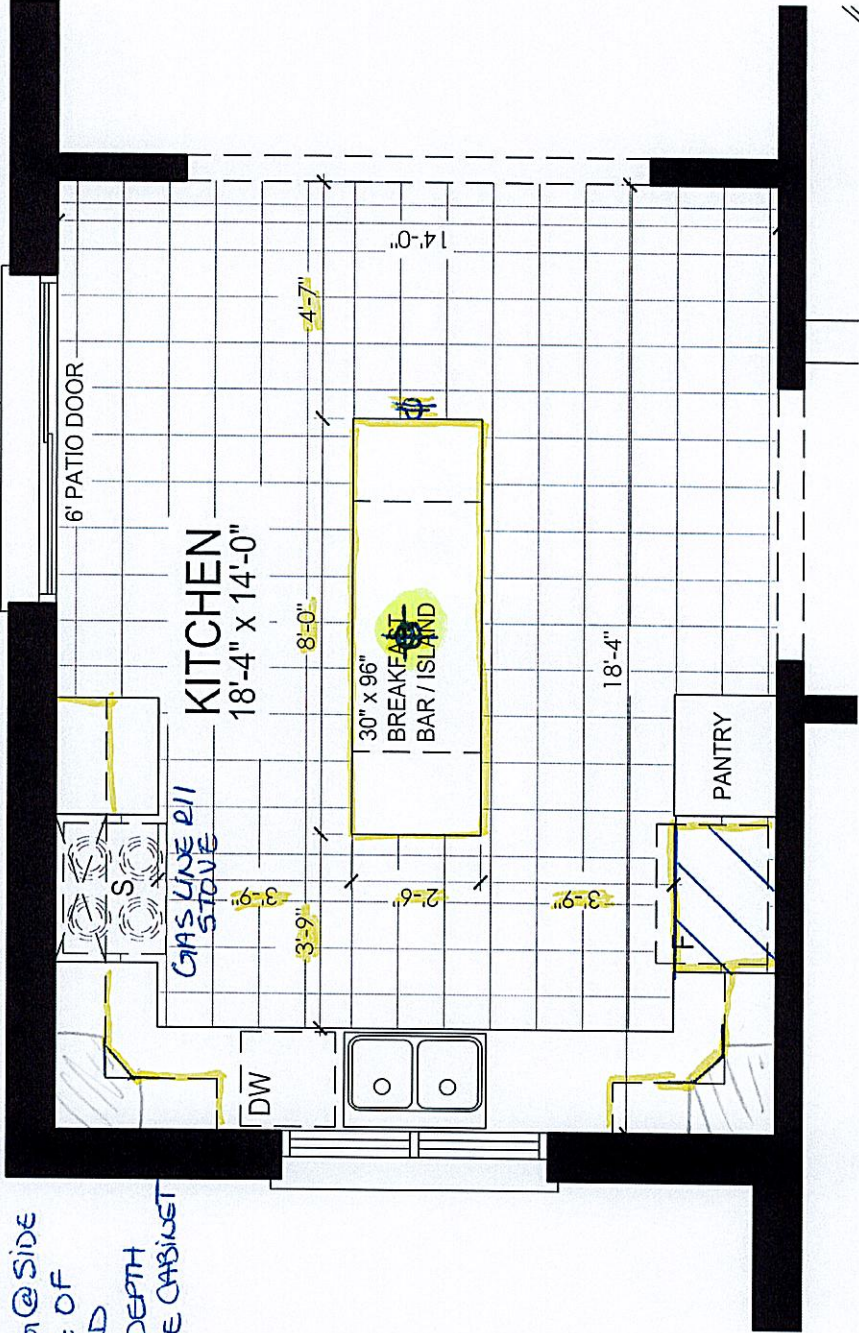 @ SIDE
OF
DEPTH
CABINET
6' PATIO DOOR
KITCHEN
18'-4" x 14'-0"
14'-0"
4'-7"
8'-0"
3'-9"
30" x 96"
BREAKFAST
BAR / ISLAND
S
GAS LINE R/I
STOVE
3'-9"
2'-6"
3'-9"
18'-4"
DW
PANTRY
F